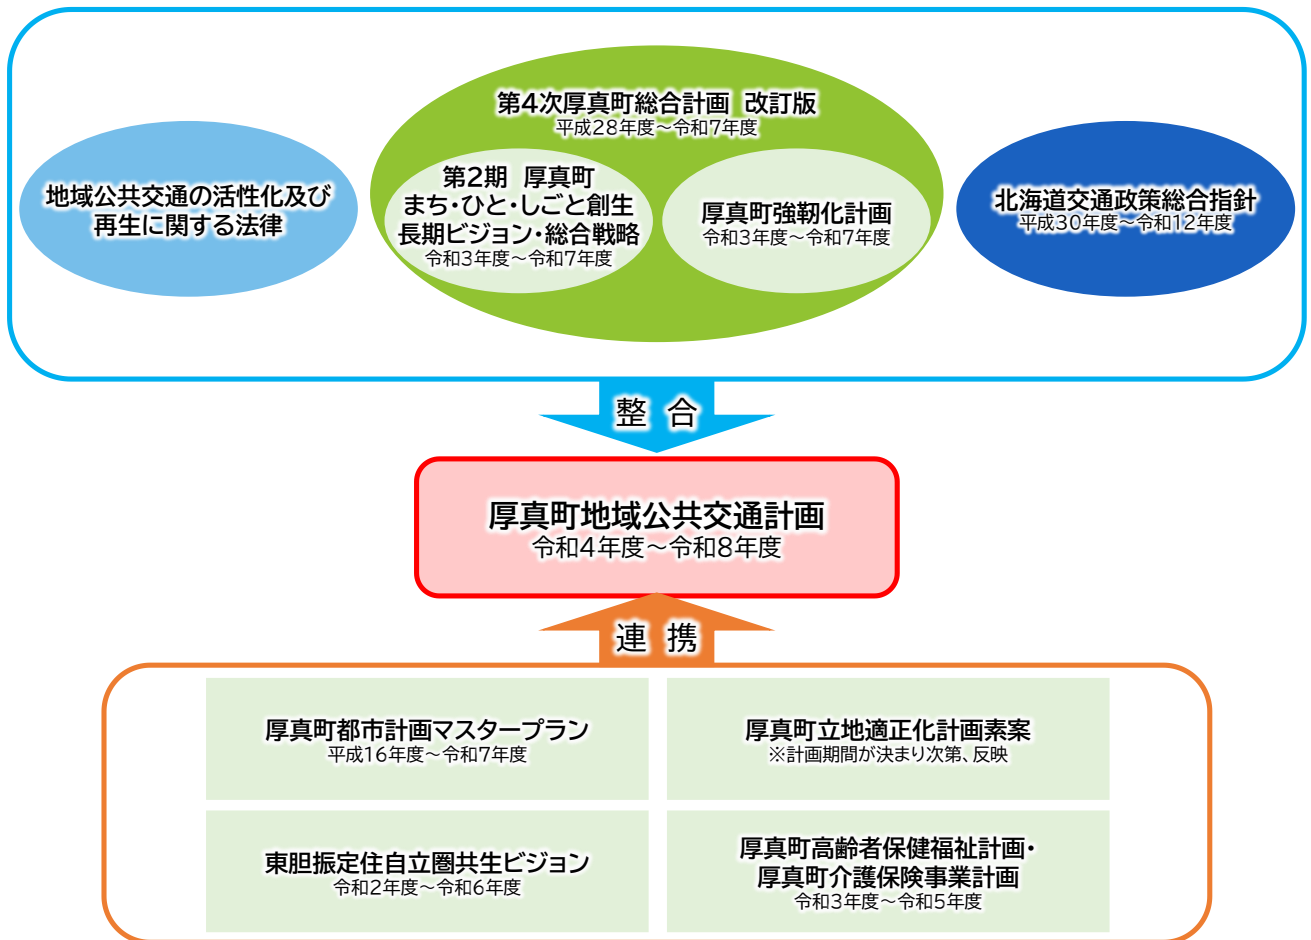 第4次厚真町総合計画 改訂版
平成28年度～令和7年度
地域公共交通の活性化及び
再生に関する法律
第2期 厚真町
まち・ひと・しごと創生
長期ビジョン・総合戦略
令和3年度～令和7年度
厚真町強靭化計画
令和3年度～令和7年度
北海道交通政策総合指針
平成30年度～令和12年度
整 合
厚真町地域公共交通計画
令和4年度～令和8年度
連 携
厚真町都市計画マスタープラン
平成16年度～令和7年度
厚真町立地適正化計画素案
※計画期間が決まり次第、反映
東胆振定住自立圏共生ビジョン
令和2年度～令和6年度
厚真町高齢者保健福祉計画・
厚真町介護保険事業計画
令和3年度～令和5年度